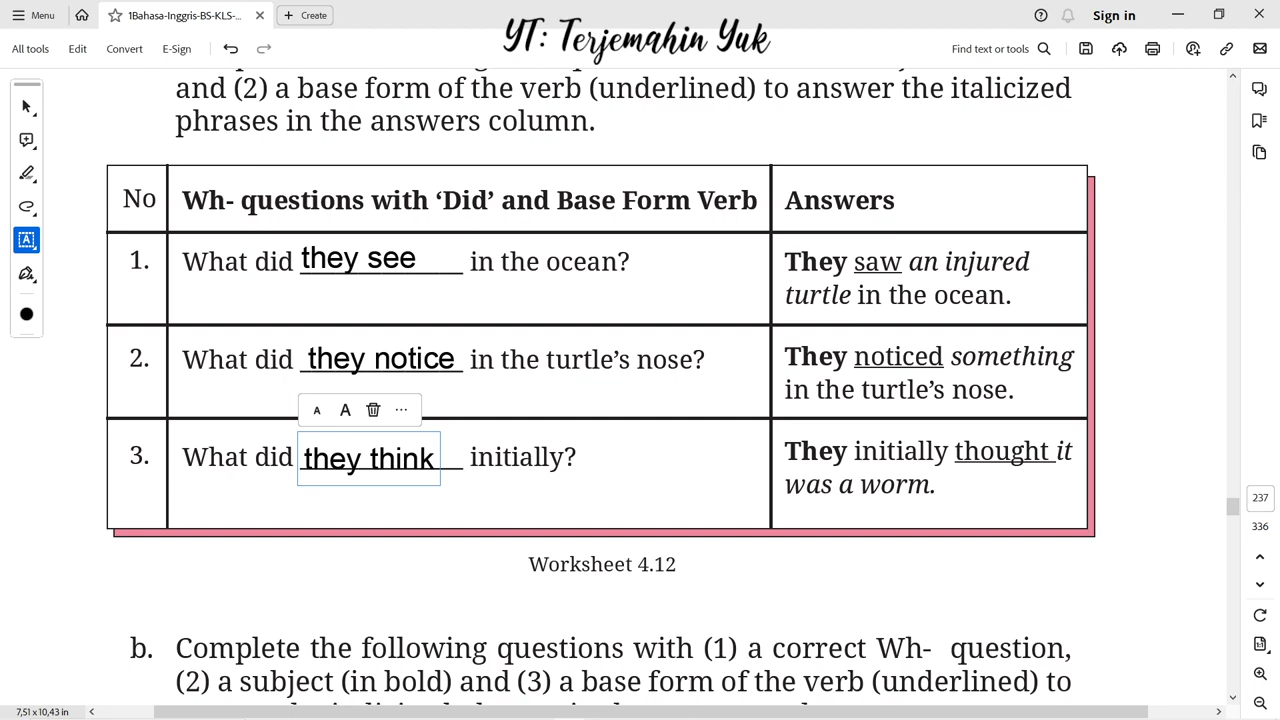 Menu
1Bahasa-Inggris-BS-KLS-...
Create
Sign in
YT: Terjemahin Yuk
All tools
Edit
Convert
E-Sign
Find text or tools
and (2) a base form of the verb (underlined) to answer the italicized
phrases in the answers column.
No
Wh- questions with ‘Did’ and Base Form Verb
Answers
1.
What did they see in the ocean?
They saw an injured
turtle in the ocean.
2.
What did they notice in the turtle’s nose?
They noticed something
in the turtle’s nose.
A A ...
3.
What did they think initially?
They initially thought it
was a worm.
Worksheet 4.12
b. Complete the following questions with (1) a correct Wh- question,
(2) a subject (in bold) and (3) a base form of the verb (underlined) to
237
336
7,51 x 10,43 in